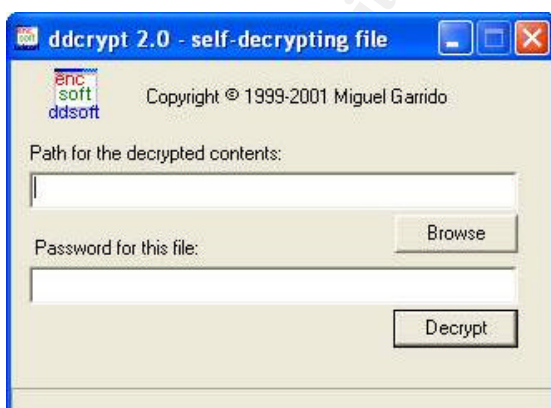 ddcrypt 2.0 - self-decrypting file
enc
soft
ddsoft
Copyright © 1999-2001 Miguel Garrido
Path for the decrypted contents:
Browse
Password for this file:
Decrypt